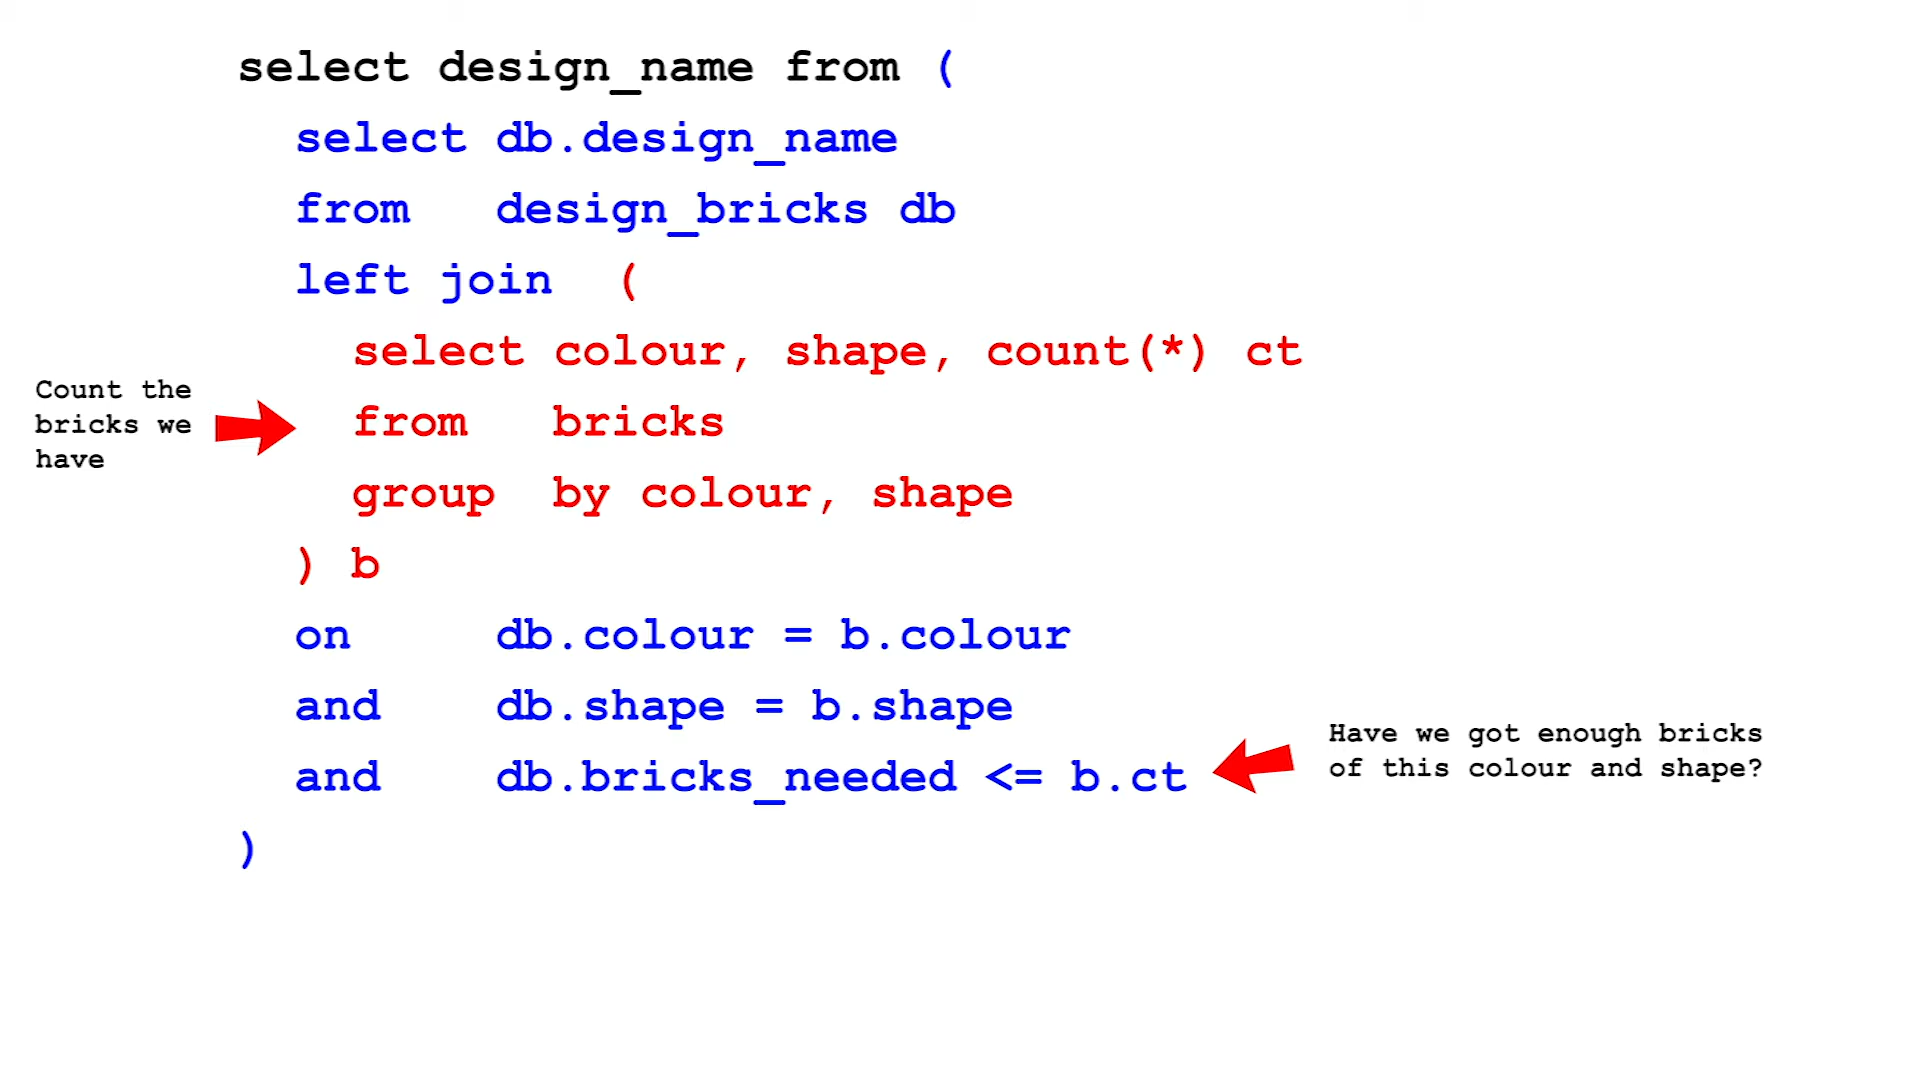 select design_name from (
select db.design_name
from design_bricks db
left join (
select colour, shape, count(*) ct
from bricks
group by colour, shape
) b
on db.colour = b.colour
and db.shape = b.shape
and db.bricks_needed <= b.ct
)
Count the
bricks we
have
Have we got enough bricks
of this colour and shape?